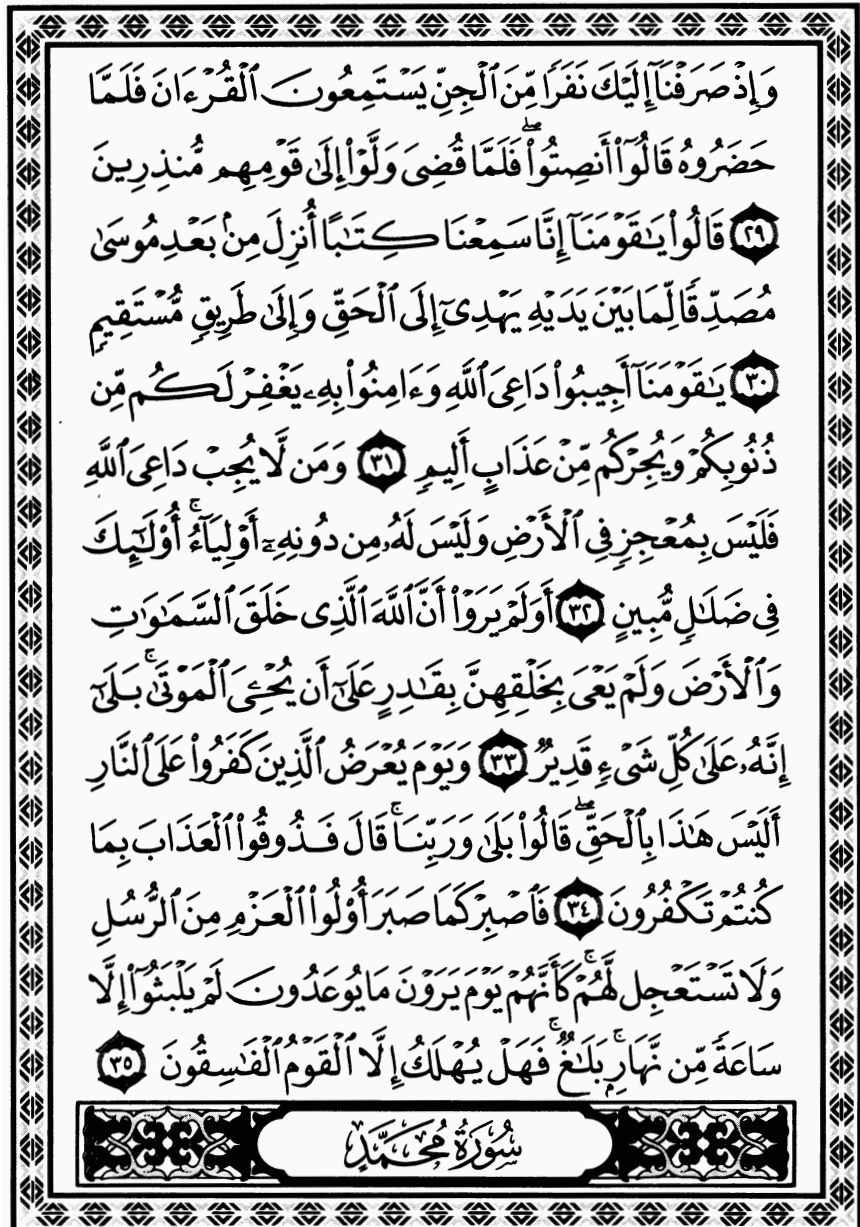 وَإِذْ صَرَفْنَآ إِلَيْكَ نَفَرًا مِّنَ ٱلْجِنِّ يَسْتَمِعُونَ ٱلْقُرْءَانَ فَلَمَّا
حَضَرُوهُ قَالُوٓا۟ أَنصِتُوا۟ ۖ فَلَمَّا قُضِىَ وَلَّوْا۟ إِلَىٰ قَوْمِهِم مُّنذِرِينَ
٢٩ قَالُوا۟ يَـٰقَوْمَنَآ إِنَّا سَمِعْنَا كِتَـٰبًا أُنزِلَ مِنۢ بَعْدِ مُوسَىٰ
مُصَدِّقًا لِّمَا بَيْنَ يَدَيْهِ يَهْدِىٓ إِلَى ٱلْحَقِّ وَإِلَىٰ طَرِيقٍ مُّسْتَقِيمٍ
٣٠ يَـٰقَوْمَنَآ أَجِيبُوا۟ دَاعِىَ ٱللَّهِ وَءَامِنُوا۟ بِهِۦ يَغْفِرْ لَكُم مِّن
ذُنُوبِكُمْ وَيُجِرْكُم مِّنْ عَذَابٍ أَلِيمٍ ٣١ وَمَن لَّا يُجِبْ دَاعِىَ ٱللَّهِ
فَلَيْسَ بِمُعْجِزٍ فِى ٱلْأَرْضِ وَلَيْسَ لَهُۥ مِن دُونِهِۦٓ أَوْلِيَآءُ ۚ أُو۟لَـٰٓئِكَ
فِى ضَلَـٰلٍ مُّبِينٍ ٣٢ أَوَلَمْ يَرَوْا۟ أَنَّ ٱللَّهَ ٱلَّذِى خَلَقَ ٱلسَّمَـٰوَٰتِ
وَٱلْأَرْضَ وَلَمْ يَعْىَ بِخَلْقِهِنَّ بِقَـٰدِرٍ عَلَىٰٓ أَن يُحْـِۧىَ ٱلْمَوْتَىٰ ۚ بَلَىٰٓ
إِنَّهُۥ عَلَىٰ كُلِّ شَىْءٍ قَدِيرٌ ٣٣ وَيَوْمَ يُعْرَضُ ٱلَّذِينَ كَفَرُوا۟ عَلَى ٱلنَّارِ
أَلَيْسَ هَـٰذَا بِٱلْحَقِّ ۖ قَالُوا۟ بَلَىٰ وَرَبِّنَا ۚ قَالَ فَذُوقُوا۟ ٱلْعَذَابَ بِمَا
كُنتُمْ تَكْفُرُونَ ٣٤ فَٱصْبِرْ كَمَا صَبَرَ أُو۟لُوا۟ ٱلْعَزْمِ مِنَ ٱلرُّسُلِ
وَلَا تَسْتَعْجِل لَّهُمْ ۚ كَأَنَّهُمْ يَوْمَ يَرَوْنَ مَا يُوعَدُونَ لَمْ يَلْبَثُوٓا۟ إِلَّا
سَاعَةً مِّن نَّهَارٍۭ ۚ بَلَـٰغٌ ۚ فَهَلْ يُهْلَكُ إِلَّا ٱلْقَوْمُ ٱلْفَـٰسِقُونَ ٣٥
سُورَةُ مُحَمَّدٍ